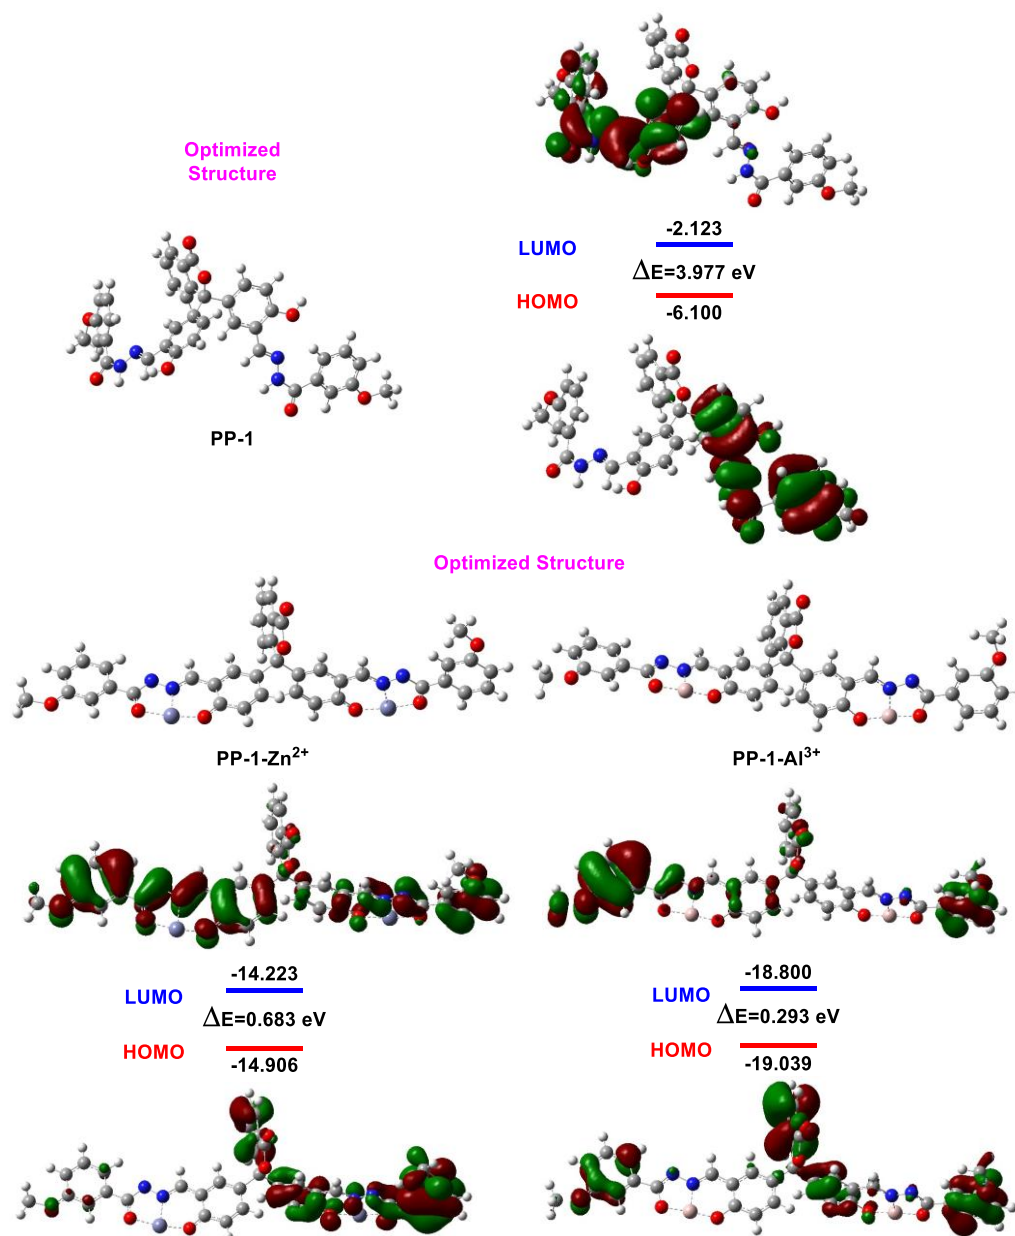 Optimized
Structure
PP-1
-2.123
LUMO
ΔE=3.977 eV
HOMO
-6.100
Optimized Structure
PP-1-Zn²⁺
PP-1-Al³⁺
-14.223
LUMO
ΔE=0.683 eV
HOMO
-14.906
-18.800
LUMO
ΔE=0.293 eV
HOMO
-19.039